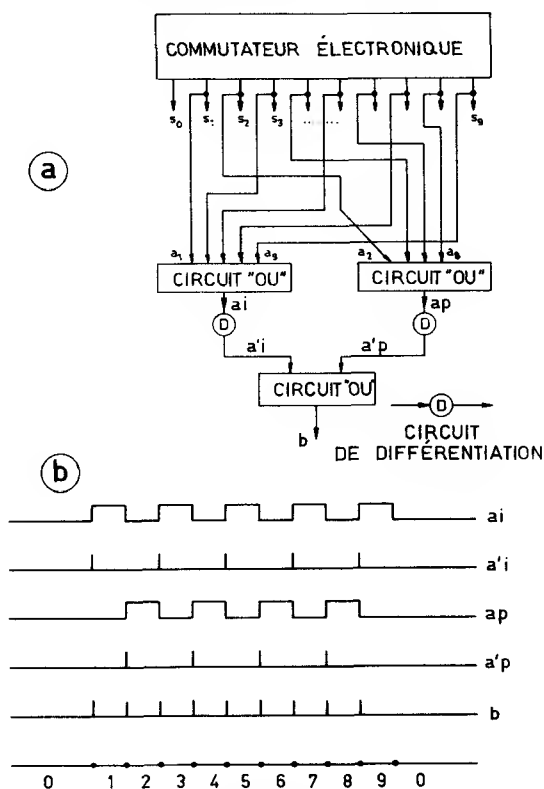 COMMUTATEUR ÉLECTRONIQUE
s0 s1 s2 s3 ...... s9
a
a1 a9 a2 a8
CIRCUIT "OU" CIRCUIT "OU"
ai ap
D D
a'i a'p
CIRCUIT "OU"
D
b
CIRCUIT
DE DIFFÉRENTIATION
b
ai
a'i
ap
a'p
b
0 1 2 3 4 5 6 7 8 9 0